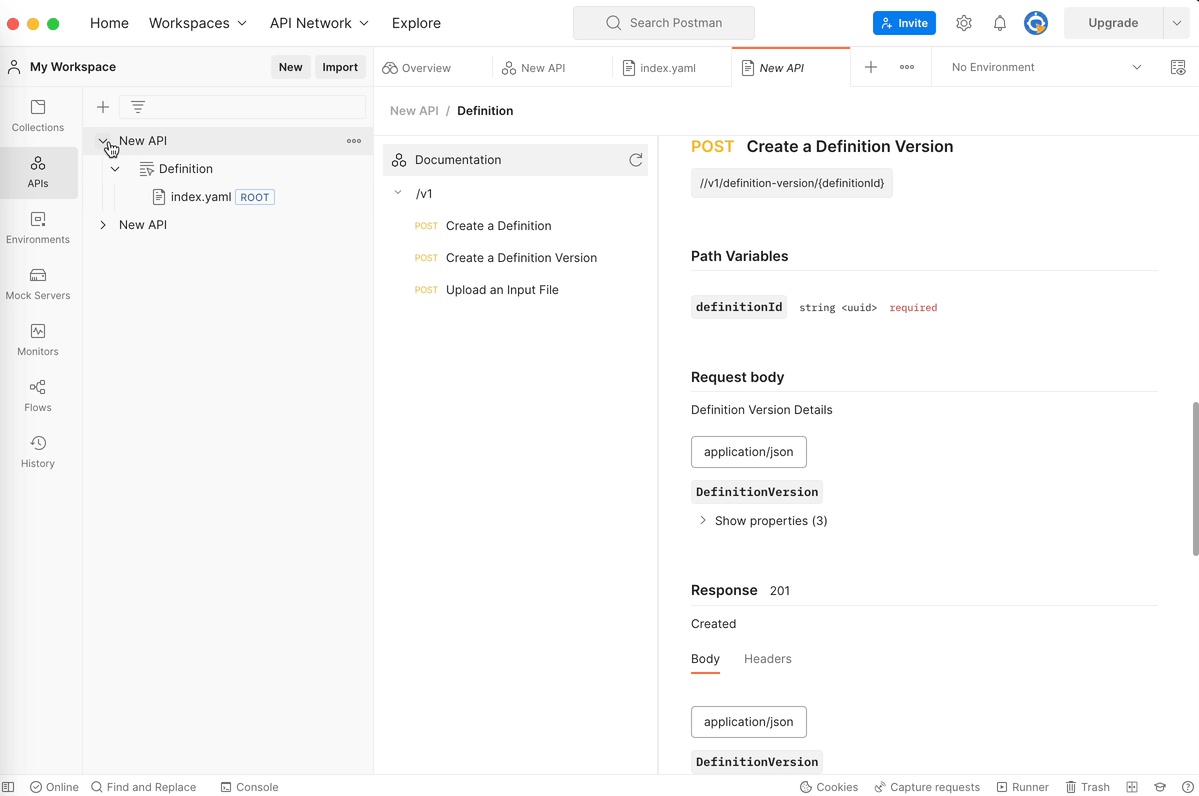 Home Workspaces API Network Explore Search Postman Invite Upgrade
My Workspace New Import Overview New API index.yaml New API No Environment
Collections
APIs
Environments
Mock Servers
Monitors
Flows
History
New API
Definition
index.yaml ROOT
New API
New API / Definition
Documentation
/v1
POST Create a Definition
POST Create a Definition Version
POST Upload an Input File
POST Create a Definition Version
//v1/definition-version/{definitionId}
Path Variables
definitionId string <uuid> required
Request body
Definition Version Details
application/json
DefinitionVersion
Show properties (3)
Response 201
Created
Body Headers
application/json
DefinitionVersion
Online Find and Replace Console Cookies Capture requests Runner Trash